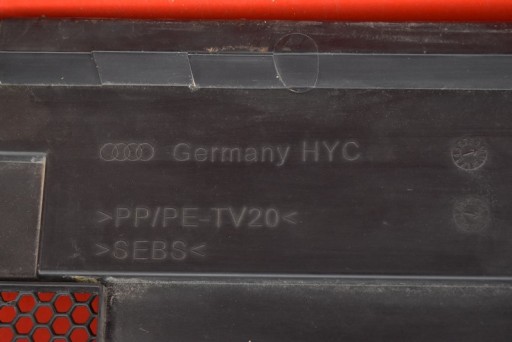 Germany HYC
>PP/PE-TV20<
>SEBS<